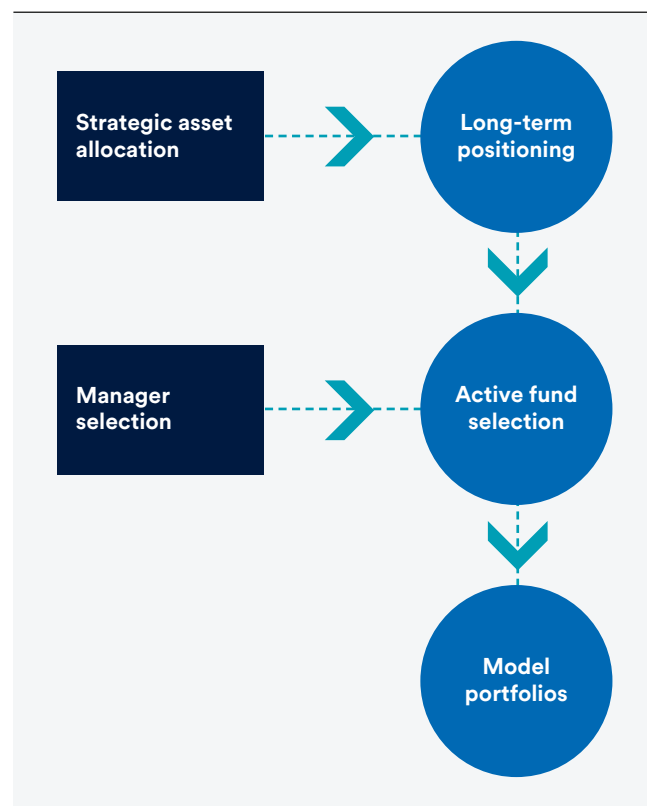 Strategic asset
allocation
Long-term
positioning
Manager
selection
Active fund
selection
Model
portfolios